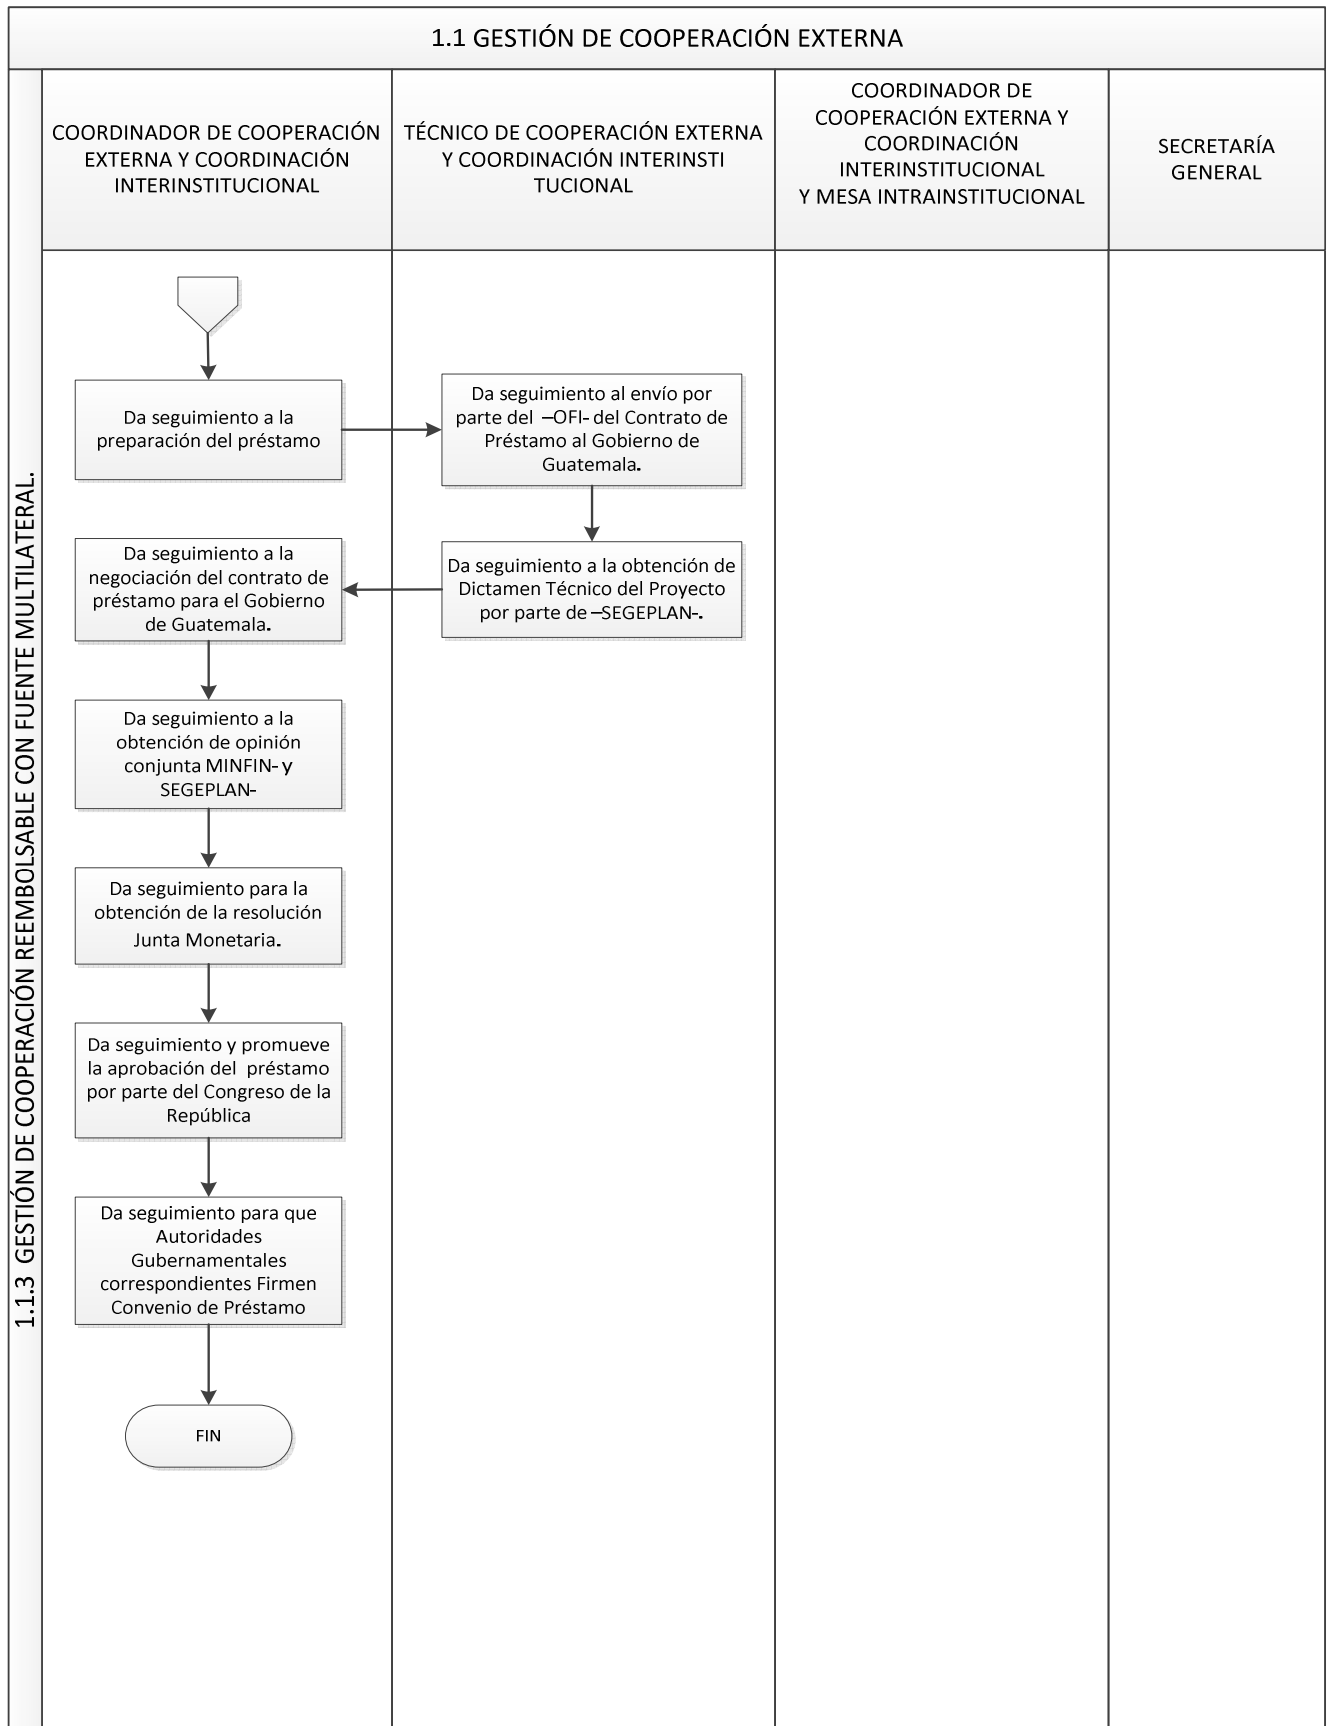 1.1 GESTIÓN DE COOPERACIÓN EXTERNA
1.1.3 GESTIÓN DE COOPERACIÓN REEMBOLSABLE CON FUENTE MULTILATERAL.
COORDINADOR DE COOPERACIÓN
EXTERNA Y COORDINACIÓN
INTERINSTITUCIONAL
TÉCNICO DE COOPERACIÓN EXTERNA
Y COORDINACIÓN INTERINSTI
TUCIONAL
COORDINADOR DE
COOPERACIÓN EXTERNA Y
COORDINACIÓN
INTERINSTITUCIONAL
Y MESA INTRAINSTITUCIONAL
SECRETARÍA
GENERAL
Da seguimiento a la
preparación del préstamo
Da seguimiento al envío por
parte del –OFI- del Contrato de
Préstamo al Gobierno de
Guatemala.
Da seguimiento a la obtención de
Dictamen Técnico del Proyecto
por parte de –SEGEPLAN-.
Da seguimiento a la
negociación del contrato de
préstamo para el Gobierno
de Guatemala.
Da seguimiento a la
obtención de opinión
conjunta MINFIN- y
SEGEPLAN-
Da seguimiento para la
obtención de la resolución
Junta Monetaria.
Da seguimiento y promueve
la aprobación del préstamo
por parte del Congreso de la
República
Da seguimiento para que
Autoridades
Gubernamentales
correspondientes Firmen
Convenio de Préstamo
FIN